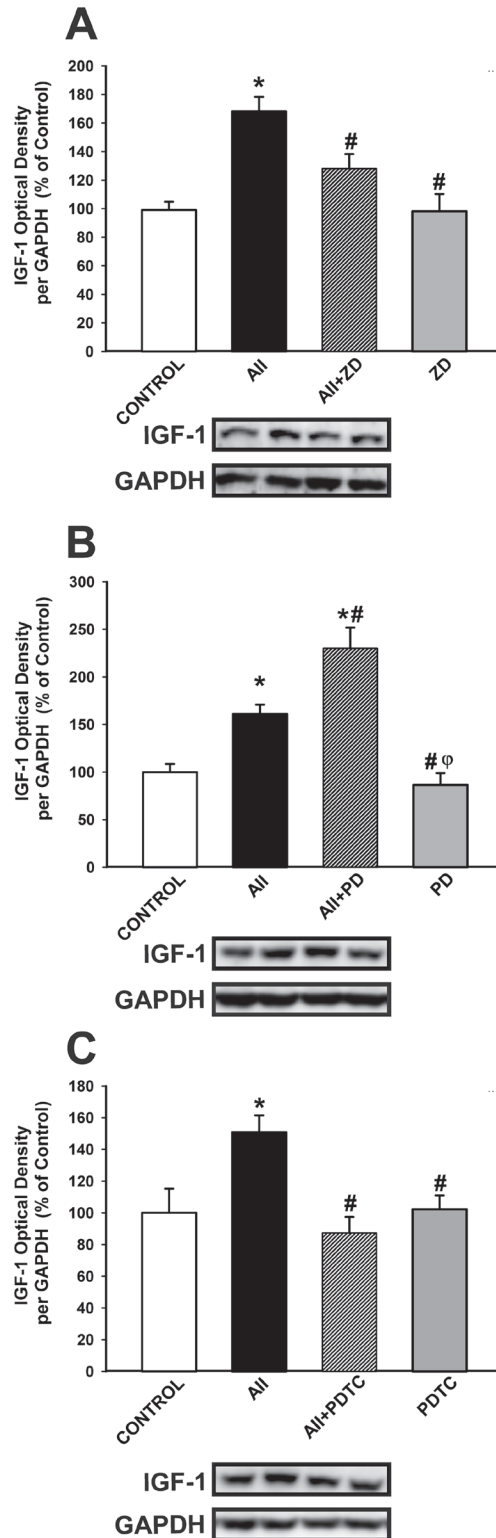 A
IGF-1 Optical Density
per GAPDH (% of Control)
200
180
160
140
120
100
80
60
40
20
0
*
#
#
CONTROL
AII
AII+ZD
ZD
IGF-1
GAPDH
B
IGF-1 Optical Density
per GAPDH (% of Control)
300
250
200
150
100
50
0
*
*#
# φ
CONTROL
AII
AII+PD
PD
IGF-1
GAPDH
C
IGF-1 Optical Density
per GAPDH (% of Control)
180
160
140
120
100
80
60
40
20
0
*
#
#
CONTROL
AII
AII+PDTC
PDTC
IGF-1
GAPDH